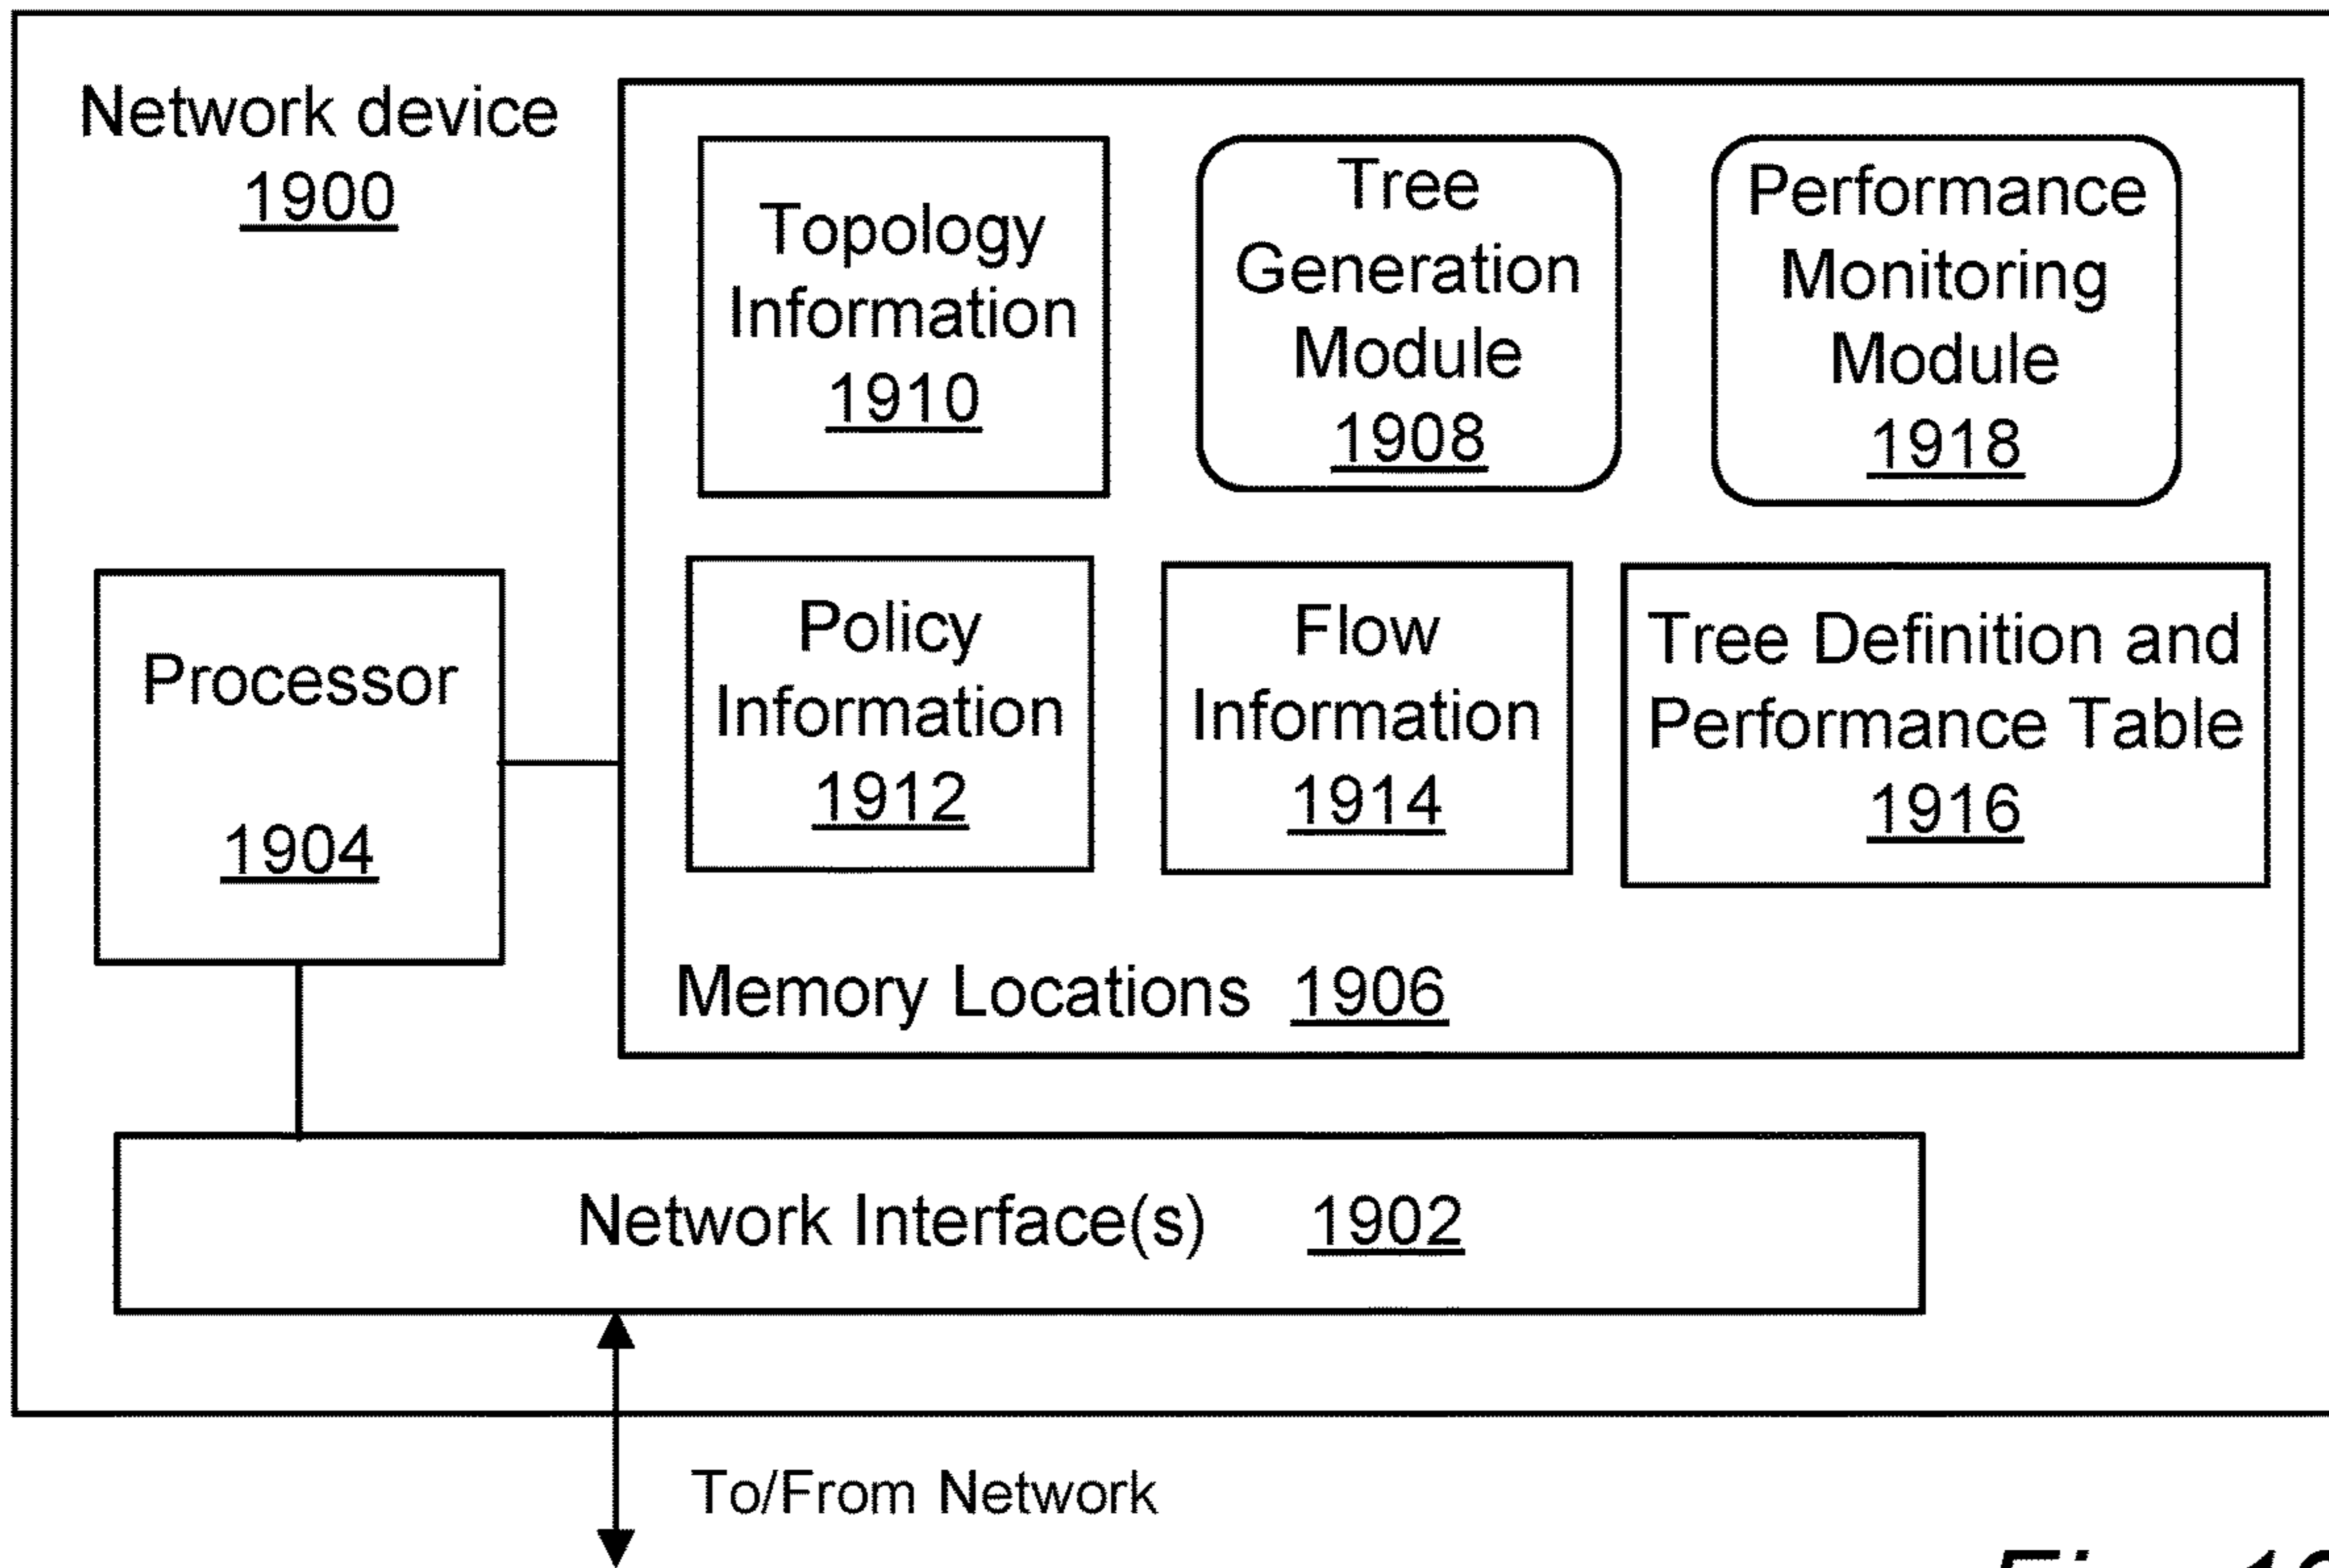 Network device
1900
Topology
Information
1910
Tree
Generation
Module
1908
Performance
Monitoring
Module
1918
Processor
1904
Policy
Information
1912
Flow
Information
1914
Tree Definition and
Performance Table
1916
Memory Locations 1906
Network Interface(s) 1902
To/From Network